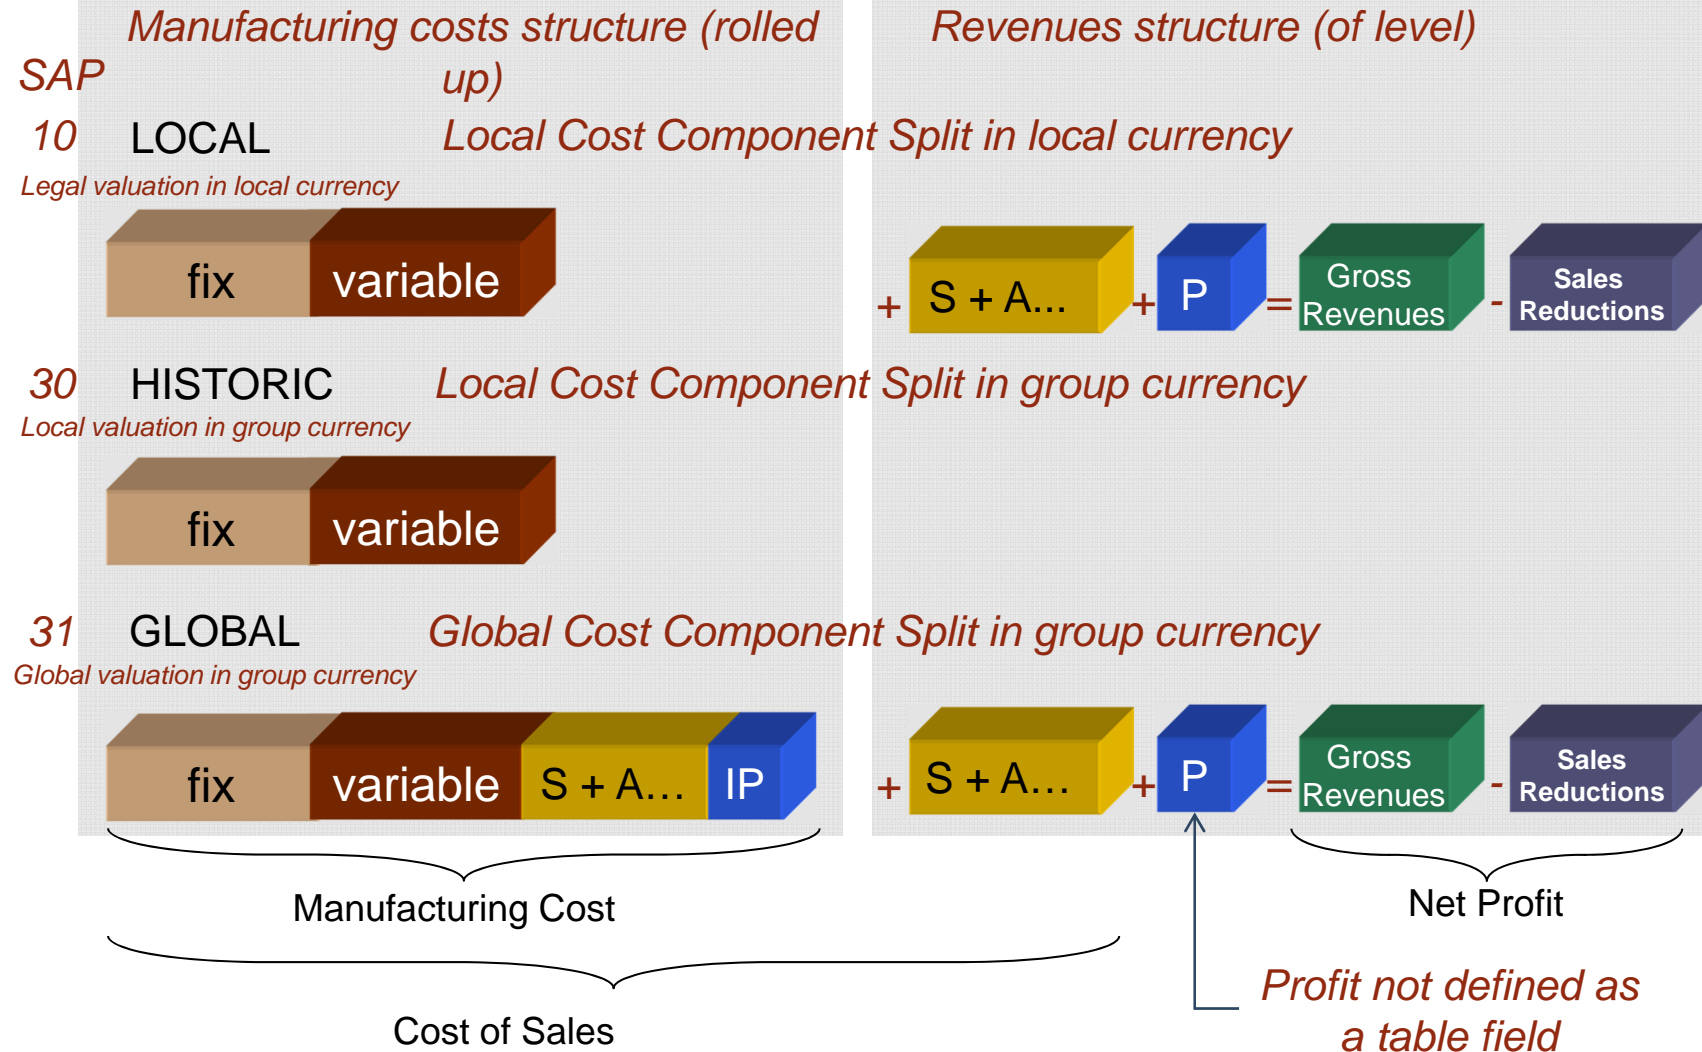 Manufacturing costs structure (rolled
up)
Revenues structure (of level)
SAP
10 LOCAL Local Cost Component Split in local currency
Legal valuation in local currency
fix variable + S + A... + P = Gross
Revenues - Sales
Reductions
30 HISTORIC Local Cost Component Split in group currency
Local valuation in group currency
fix variable
31 GLOBAL Global Cost Component Split in group currency
Global valuation in group currency
fix variable S + A... IP + S + A... + P = Gross
Revenues - Sales
Reductions
Manufacturing Cost
Net Profit
Cost of Sales
Profit not defined as
a table field